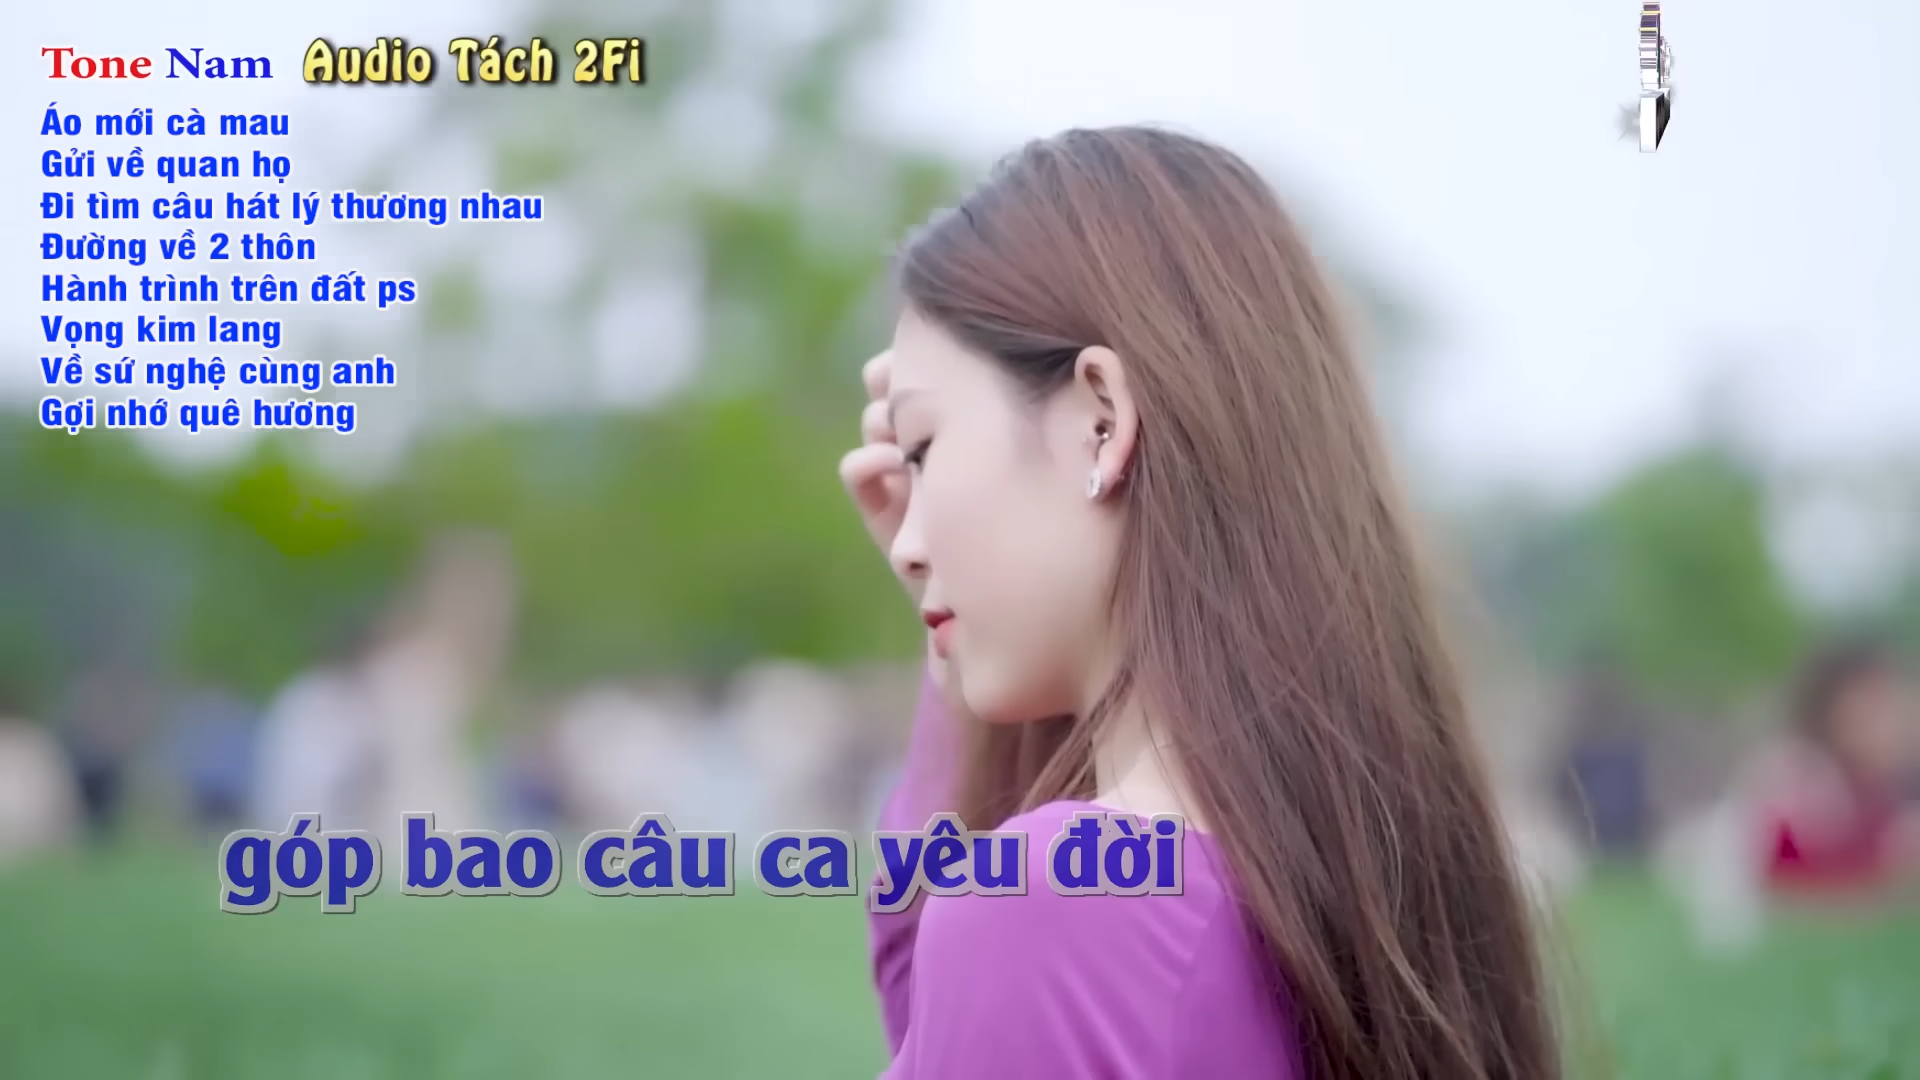 Tone Nam Audio Tách 2Fi
Áo mới cà mau
Gửi về quan họ
Đi tìm câu hát lý thương nhau
Đường về 2 thôn
Hành trình trên đất ps
Vọng kim lang
Về sứ nghệ cùng anh
Gợi nhớ quê hương
góp bao câu ca yêu đời